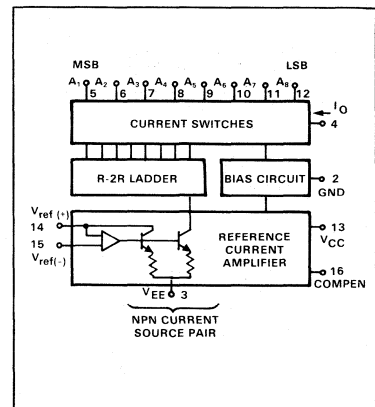 MSB LSB
A1 A2 A3 A4 A5 A6 A7 A8
5 6 7 8 9 10 11 12
IO
CURRENT SWITCHES
4
R-2R LADDER BIAS CIRCUIT
2
GND
Vref (+)
14
15
Vref(-)
REFERENCE
CURRENT
AMPLIFIER
13
VCC
16
COMPEN
VEE 3
NPN CURRENT
SOURCE PAIR